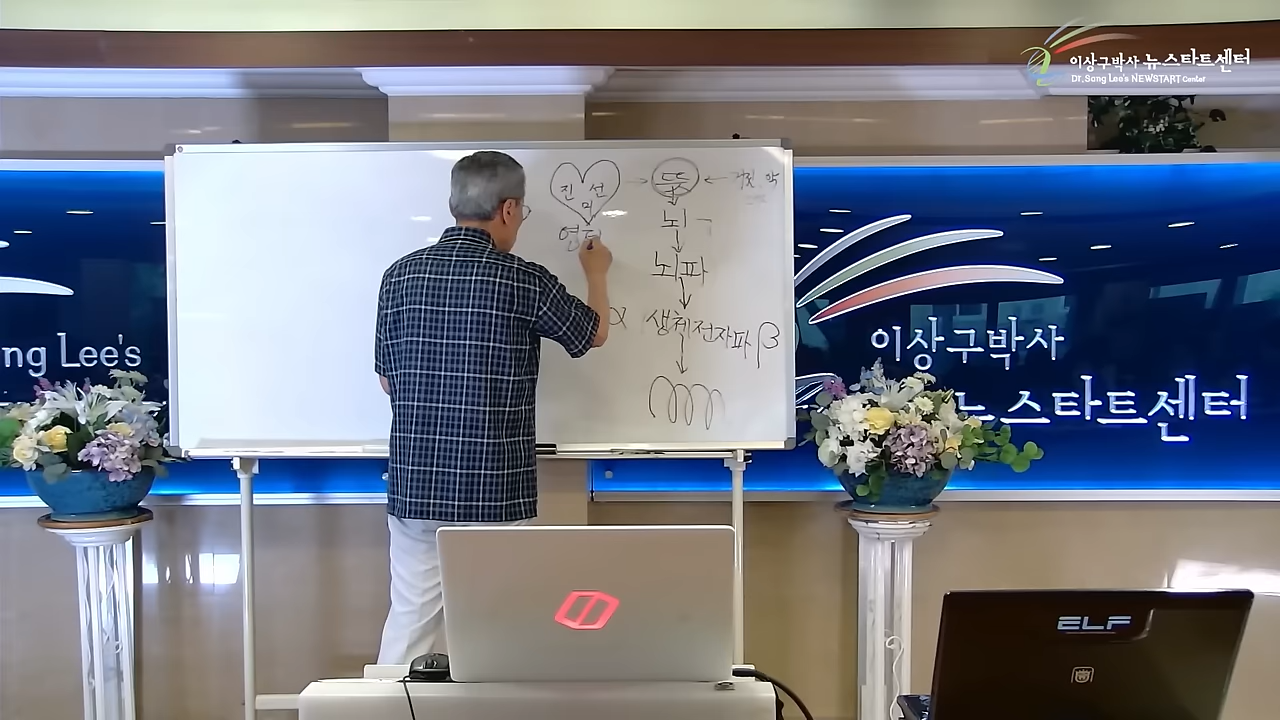 이상구박사 뉴스타트센터
Dr.Sang Lee's NEWSTART Center
진 선
미
뜻
뇌 ㄱ
뇌파
α 생체전자파 β
ng Lee's
이상구박사
뉴스타트센터
ELF